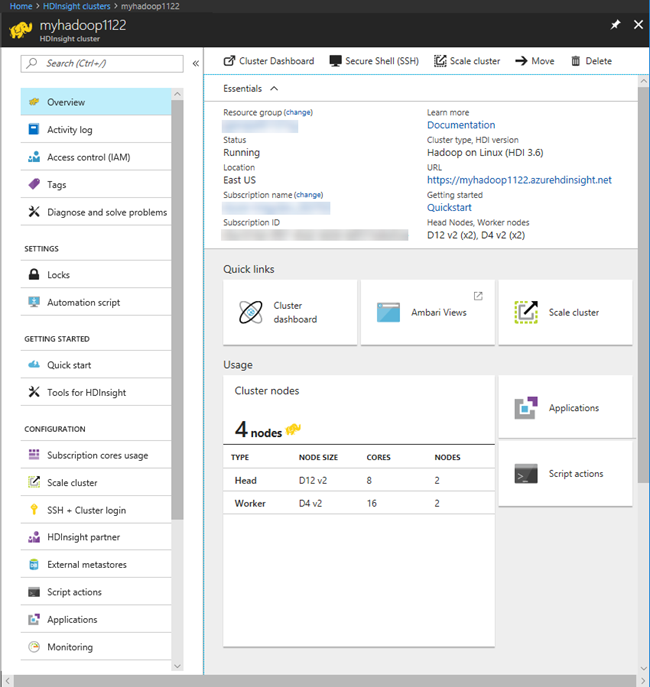 Home > HDInsight clusters > myhadoop1122
myhadoop1122
HDInsight cluster
Search (Ctrl+/)
Overview
Activity log
Access control (IAM)
Tags
Diagnose and solve problems
SETTINGS
Locks
Automation script
GETTING STARTED
Quick start
Tools for HDInsight
CONFIGURATION
Subscription cores usage
Scale cluster
SSH + Cluster login
HDInsight partner
External metastores
Script actions
Applications
Monitoring
Cluster Dashboard Secure Shell (SSH) Scale cluster Move Delete
Essentials
Resource group (change)
Status
Running
Location
East US
Subscription name (change)
Subscription ID
Learn more
Documentation
Cluster type, HDI version
Hadoop on Linux (HDI 3.6)
URL
https://myhadoop1122.azurehdinsight.net
Getting started
Quickstart
Head Nodes, Worker nodes
D12 v2 (x2), D4 v2 (x2)
Quick links
Cluster
dashboard
Ambari Views
Scale cluster
Usage
Cluster nodes
4 nodes
TYPE NODE SIZE CORES NODES
Head D12 v2 8 2
Worker D4 v2 16 2
Applications
Script actions